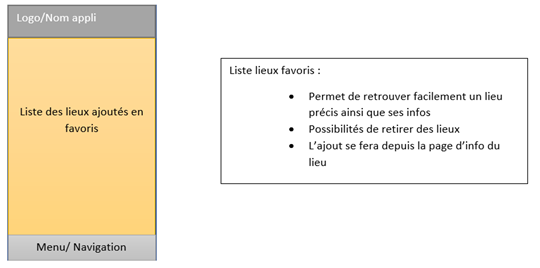 Logo/Nom appli
Liste des lieux ajoutés en
favoris
Menu/ Navigation
Liste lieux favoris :
• Permet de retrouver facilement un lieu
précis ainsi que ses infos
• Possibilités de retirer des lieux
• L’ajout se fera depuis la page d’info du
lieu